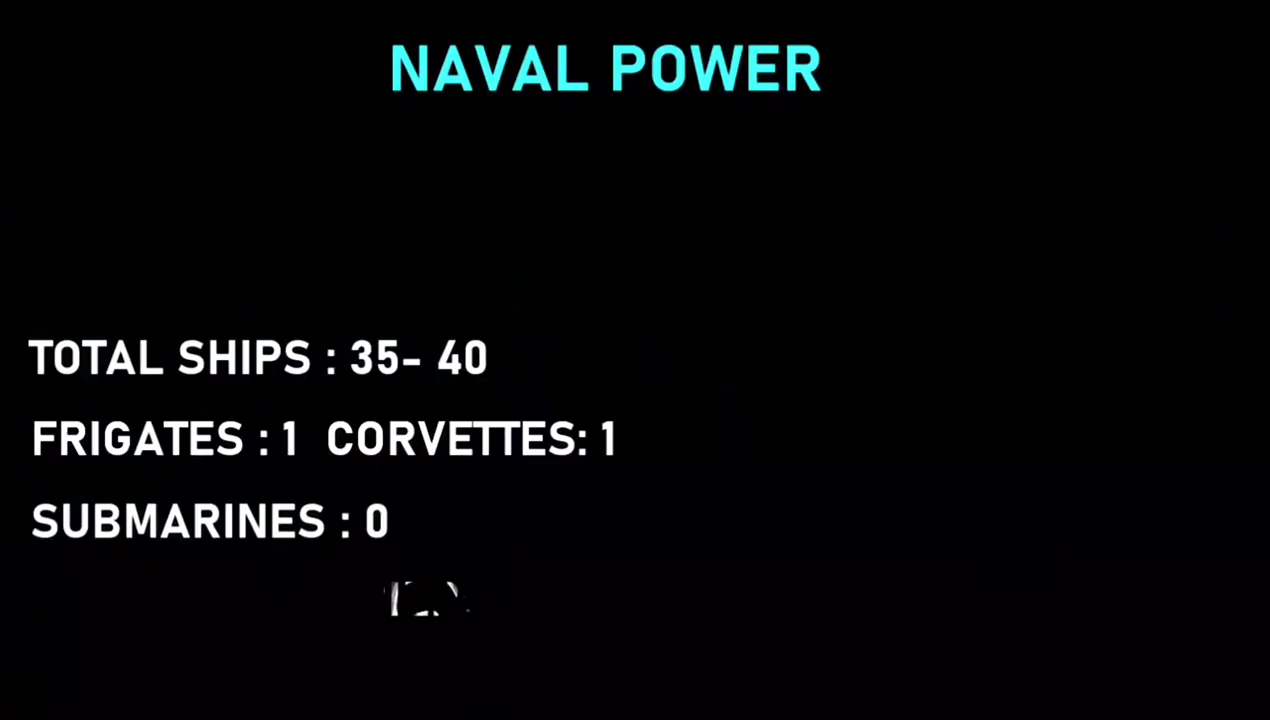 NAVAL POWER
TOTAL SHIPS : 35- 40
FRIGATES : 1 CORVETTES: 1
SUBMARINES : 0